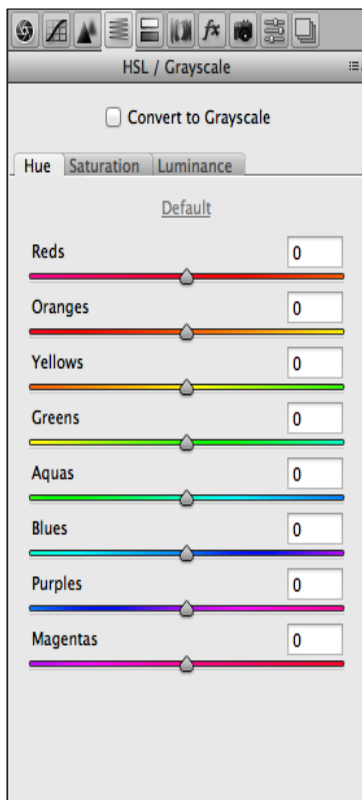 fx
HSL / Grayscale
Convert to Grayscale
Hue Saturation Luminance
Default
Reds 0
Oranges 0
Yellows 0
Greens 0
Aquas 0
Blues 0
Purples 0
Magentas 0